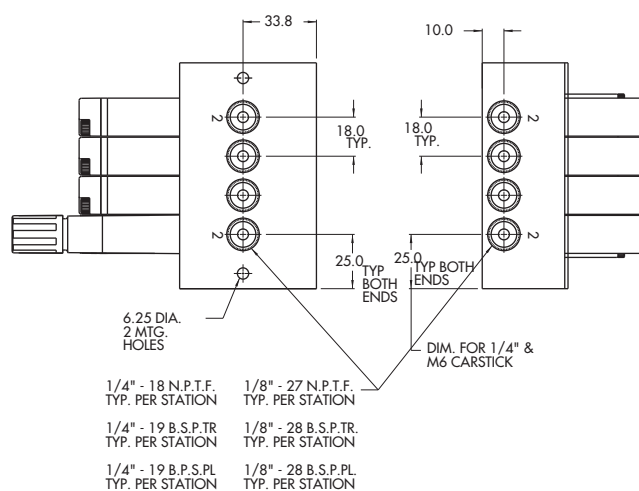 33.8
10.0
2
18.0
TYP.
18.0
TYP.
2
2
25.0
TYP
BOTH
ENDS
25.0
TYP BOTH
ENDS
2
6.25 DIA.
2 MTG.
HOLES
DIM. FOR 1/4" &
M6 CARSTICK
1/4" - 18 N.P.T.F.
TYP. PER STATION
1/8" - 27 N.P.T.F.
TYP. PER STATION
1/4" - 19 B.S.P.TR
TYP. PER STATION
1/8" - 28 B.S.P.TR.
TYP. PER STATION
1/4" - 19 B.P.S.PL
TYP. PER STATION
1/8" - 28 B.S.P.PL.
TYP. PER STATION